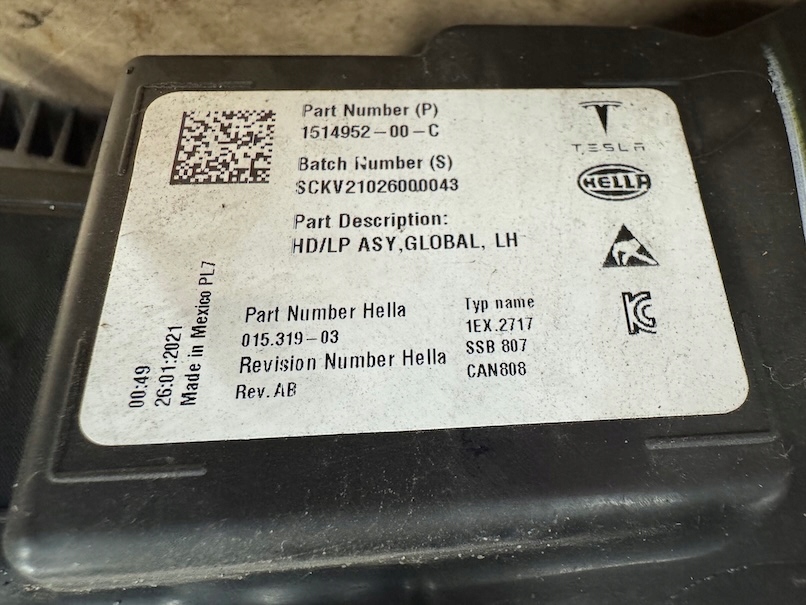 Part Number (P)
1514952-00-C
Batch Number (S)
SCKV21026000043
Part Description:
HD/LP ASY,GLOBAL, LH
TESLA
HELLA
Part Number Hella
015.319-03
Revision Number Hella
Rev. AB
Typ name
1EX.2717
SSB 807
CAN808
00:49
26:01:2021
Made in Mexico PL7